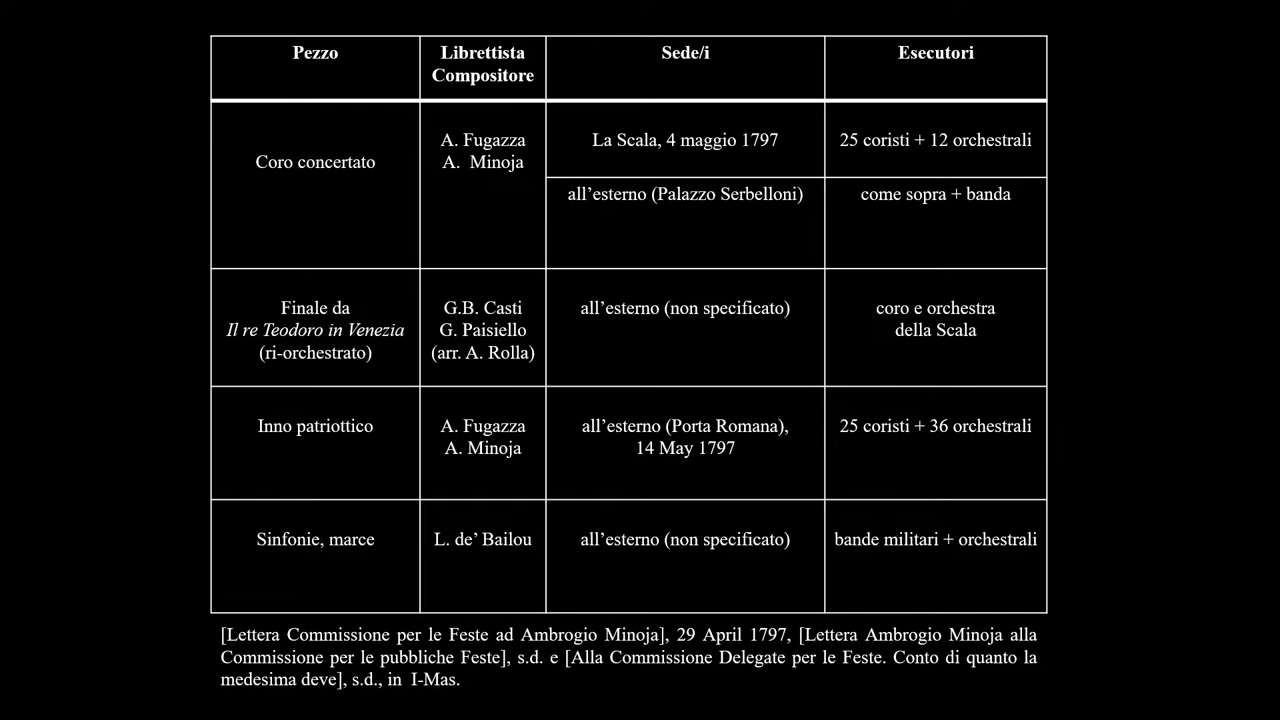 Pezzo
Librettista
Compositore
Sede/i
Esecutori
Coro concertato
A. Fugazza
A. Minoja
La Scala, 4 maggio 1797
25 coristi + 12 orchestrali
all’esterno (Palazzo Serbelloni)
come sopra + banda
Finale da
Il re Teodoro in Venezia
(ri-orchestrato)
G.B. Casti
G. Paisiello
(arr. A. Rolla)
all’esterno (non specificato)
coro e orchestra
della Scala
Inno patriottico
A. Fugazza
A. Minoja
all’esterno (Porta Romana),
14 May 1797
25 coristi + 36 orchestrali
Sinfonie, marce
L. de’ Bailou
all’esterno (non specificato)
bande militari + orchestrali
[Lettera Commissione per le Feste ad Ambrogio Minoja], 29 April 1797, [Lettera Ambrogio Minoja alla
Commissione per le pubbliche Feste], s.d. e [Alla Commissione Delegate per le Feste. Conto di quanto la
medesima deve], s.d., in I-Mas.